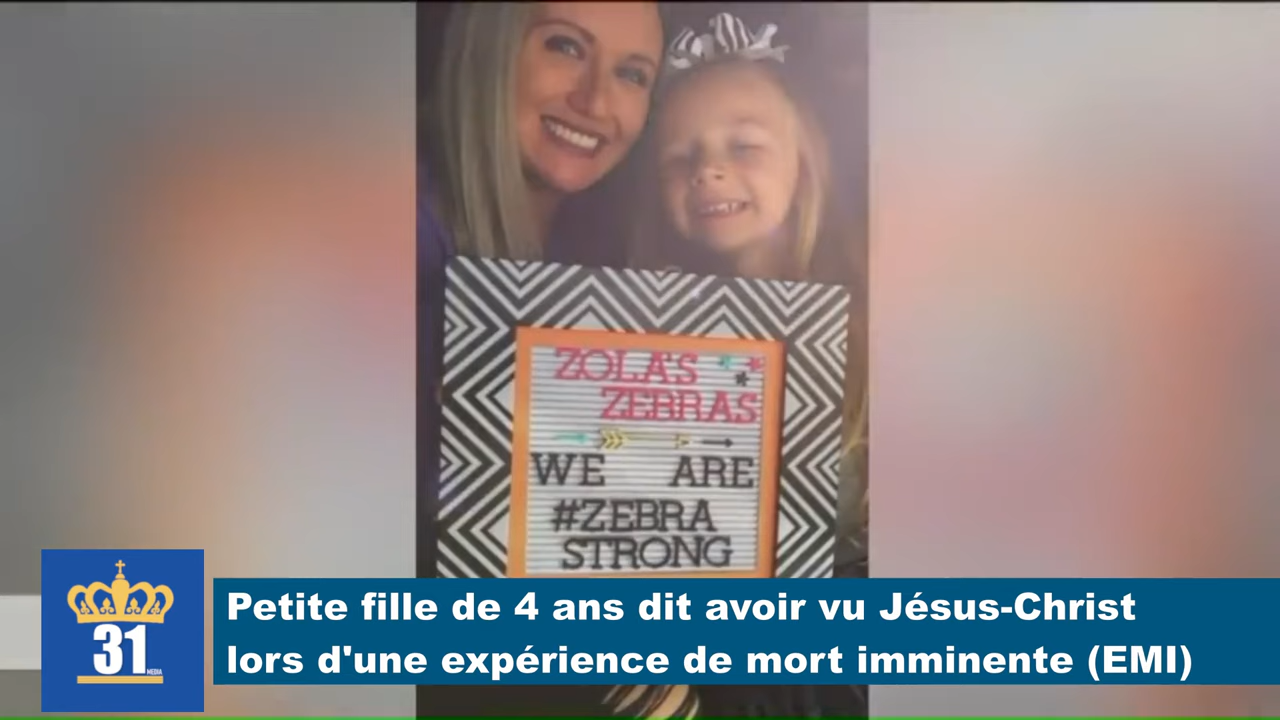 ZOLA'S
ZEBRAS
WE ARE
#ZEBRA
STRONG
31
MEDIA
Petite fille de 4 ans dit avoir vu Jésus-Christ
lors d'une expérience de mort imminente (EMI)